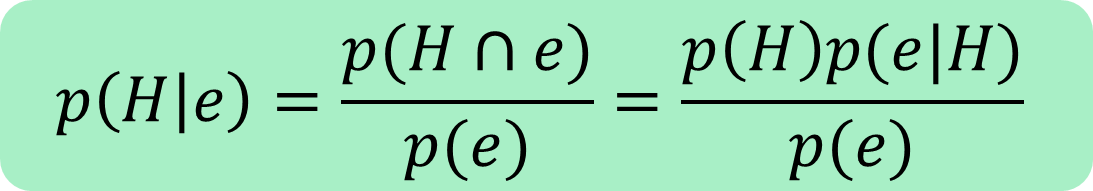 p(H|e) = p(H ∩ e) / p(e) = p(H)p(e|H) / p(e)